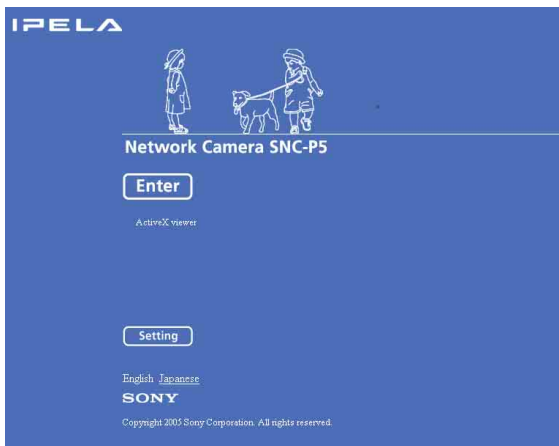 IPELA
Network Camera SNC-P5
Enter
ActiveX viewer
Setting
English Japanese
SONY
Copyright 2005 Sony Corporation. All rights reserved.